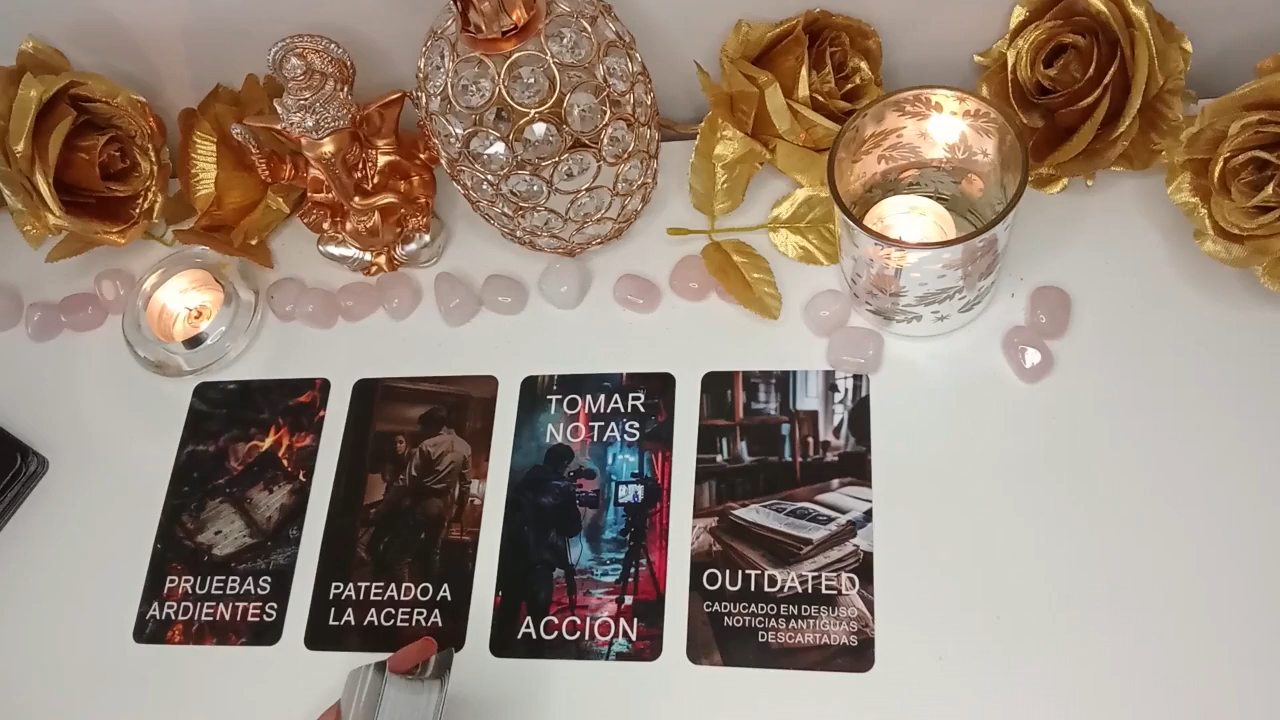 PRUEBAS
ARDIENTES
PATEADO A
LA ACERA
TOMAR
NOTAS
ACCIÓN
OUTDATED
CADUCADO EN DESUSO
NOTICIAS ANTIGUAS
DESCARTADAS